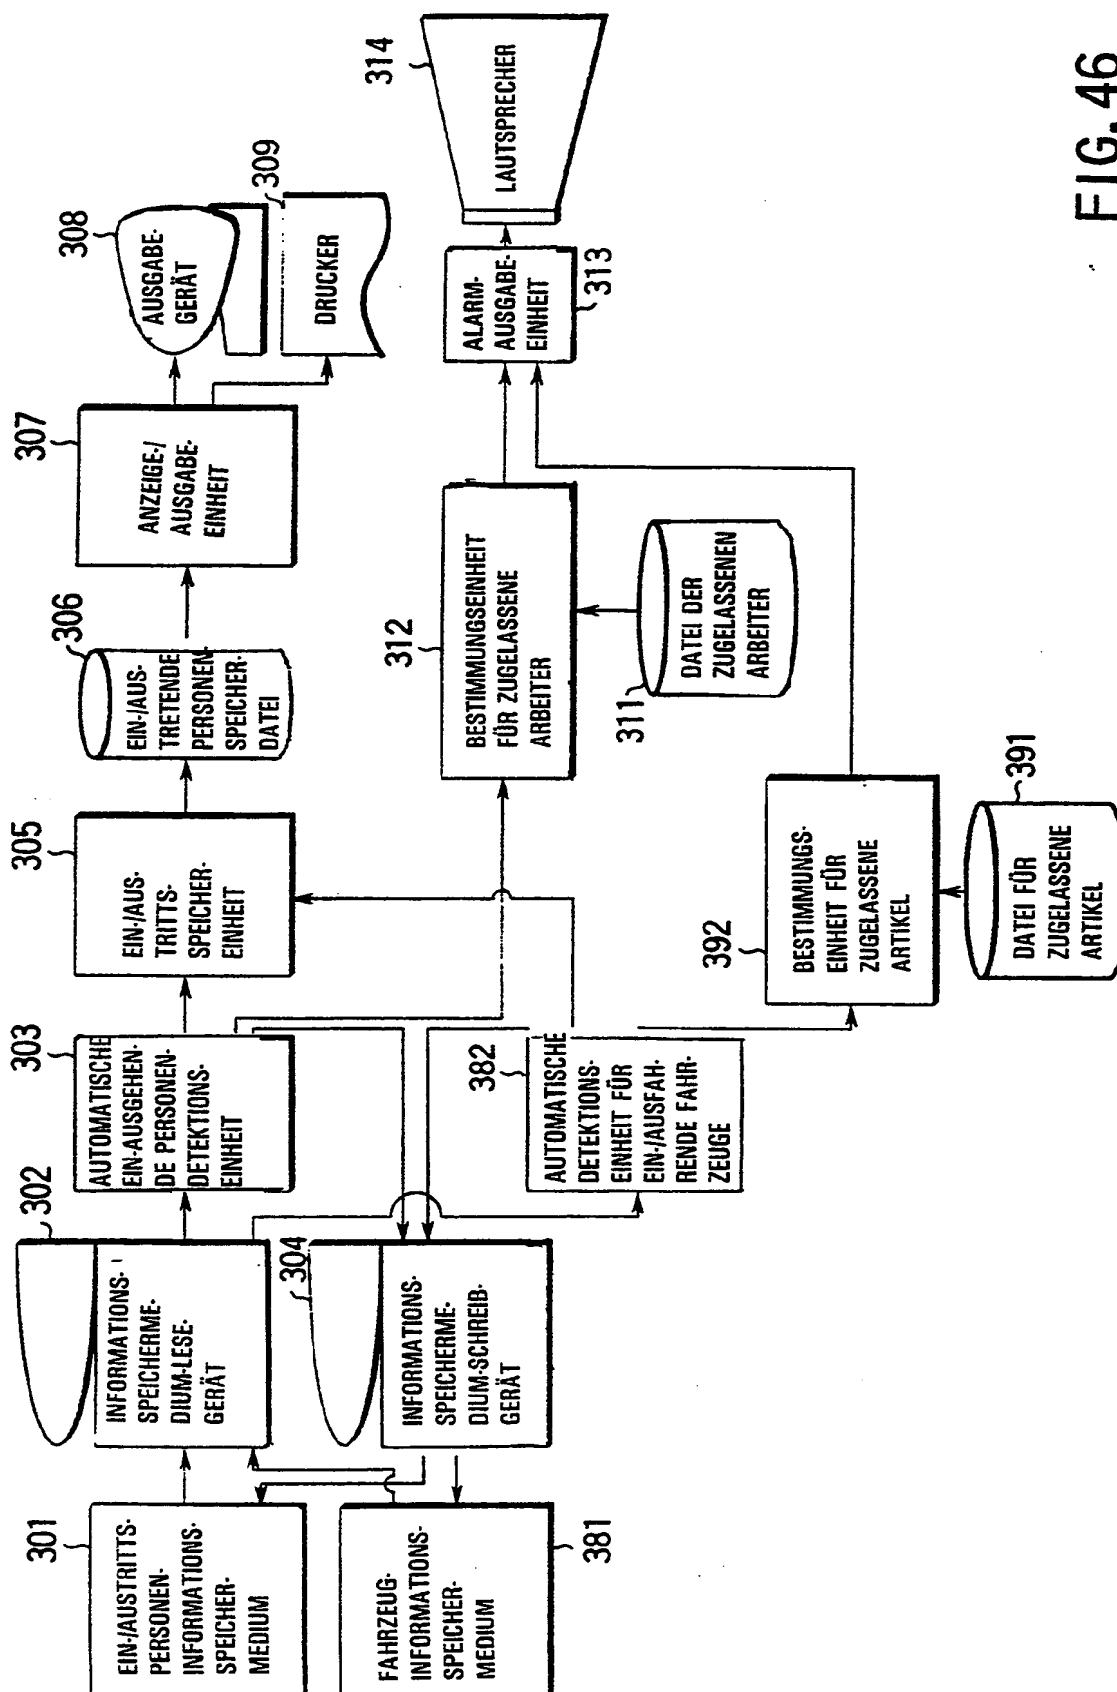 301
EIN-/AUSTRITTS-
PERSONEN-
INFORMATIONS-
SPEICHER-
MEDIUM
302
INFORMATIONS-
SPEICHERME-
DIUM-LESE-
GERÄT
303
AUTOMATISCHE
EIN-AUSGEHEN-
DE PERSONEN-
DETEKTIONS-
EINHEIT
305
EIN-/AUS-
TRITTS-
SPEICHER-
EINHEIT
306
EIN-/AUS-
TRETENDE
PERSONEN-
SPEICHER-
DATEI
307
ANZEIGE-/
AUSGABE-
EINHEIT
308
AUSGABE-
GERÄT
309
DRUCKER
381
FAHRZEUG-
INFORMATIONS-
SPEICHER-
MEDIUM
304
INFORMATIONS-
SPEICHERME-
DIUM-SCHREIB-
GERÄT
382
AUTOMATISCHE
DETEKTIONS-
EINHEIT FÜR
EIN-/AUSFAH-
RENDE FAHR-
ZEUGE
312
BESTIMMUNGSEINHEIT
FÜR ZUGELASSENE
ARBEITER
311
DATEI DER
ZUGELASSENEN
ARBEITER
313
ALARM-
AUSGABE-
EINHEIT
314
LAUTSPRECHER
392
BESTIMMUNGS-
EINHEIT FÜR
ZUGELASSENE
ARTIKEL
391
DATEI FÜR
ZUGELASSENE
ARTIKEL
FIG. 46